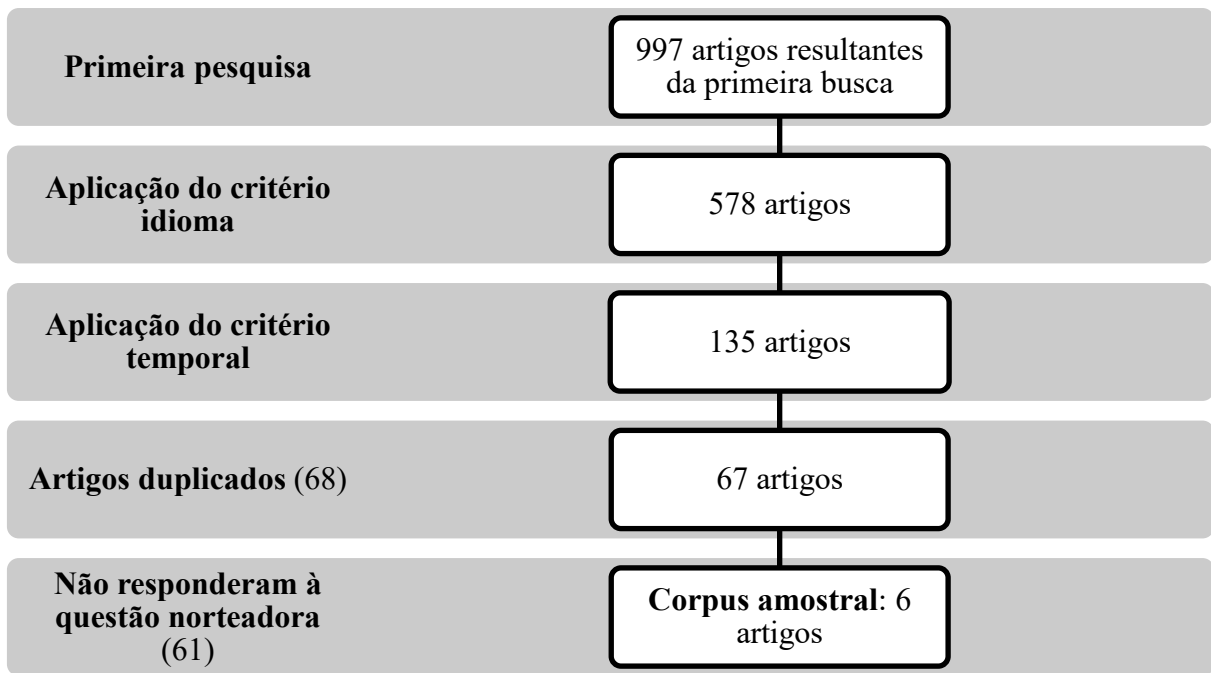 Primeira pesquisa
997 artigos resultantes
da primeira busca
Aplicação do critério
idioma
578 artigos
Aplicação do critério
temporal
135 artigos
Artigos duplicados (68)
67 artigos
Não responderam à
questão norteadora
(61)
Corpus amostral: 6
artigos